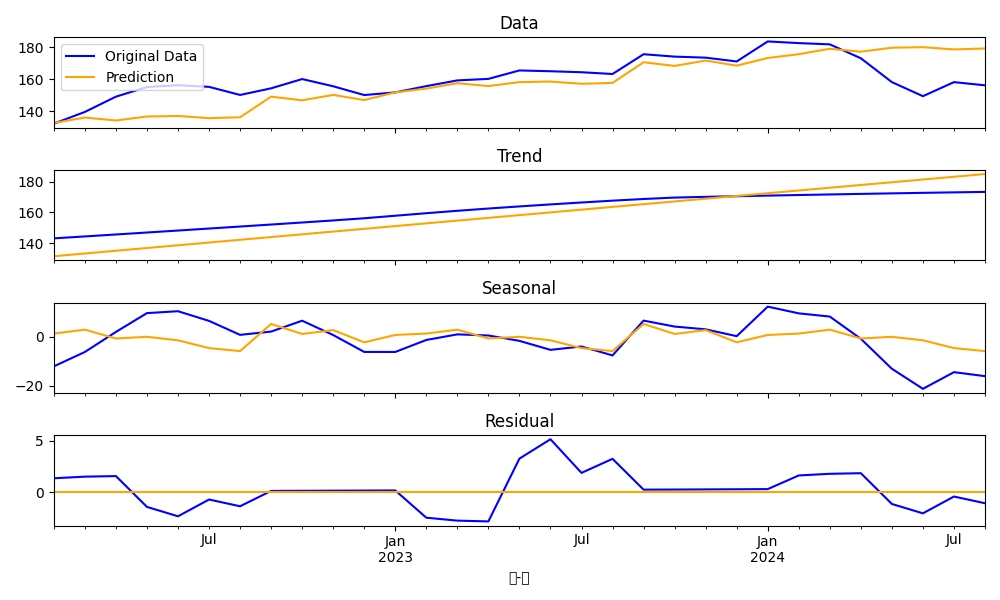 Data
180
160
140
Original Data
Prediction
Trend
180
160
140
Seasonal
0
−20
Residual
5
0
Jul
Jan
2023
Jul
Jan
2024
Jul
-